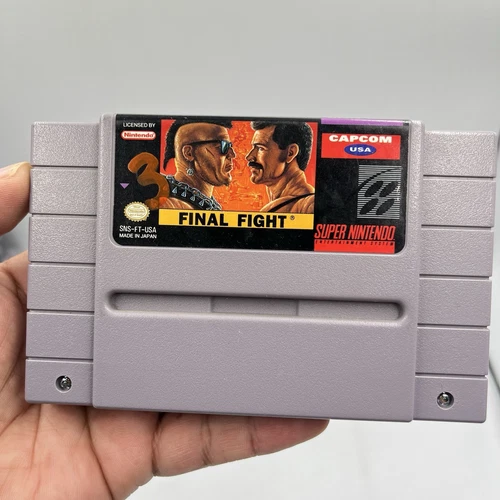 LICENSED BY
Nintendo
3
CAPCOM
USA
FINAL FIGHT®
SNS-FT-USA
MADE IN JAPAN
SUPER NINTENDO
ENTERTAINMENT SYSTEM